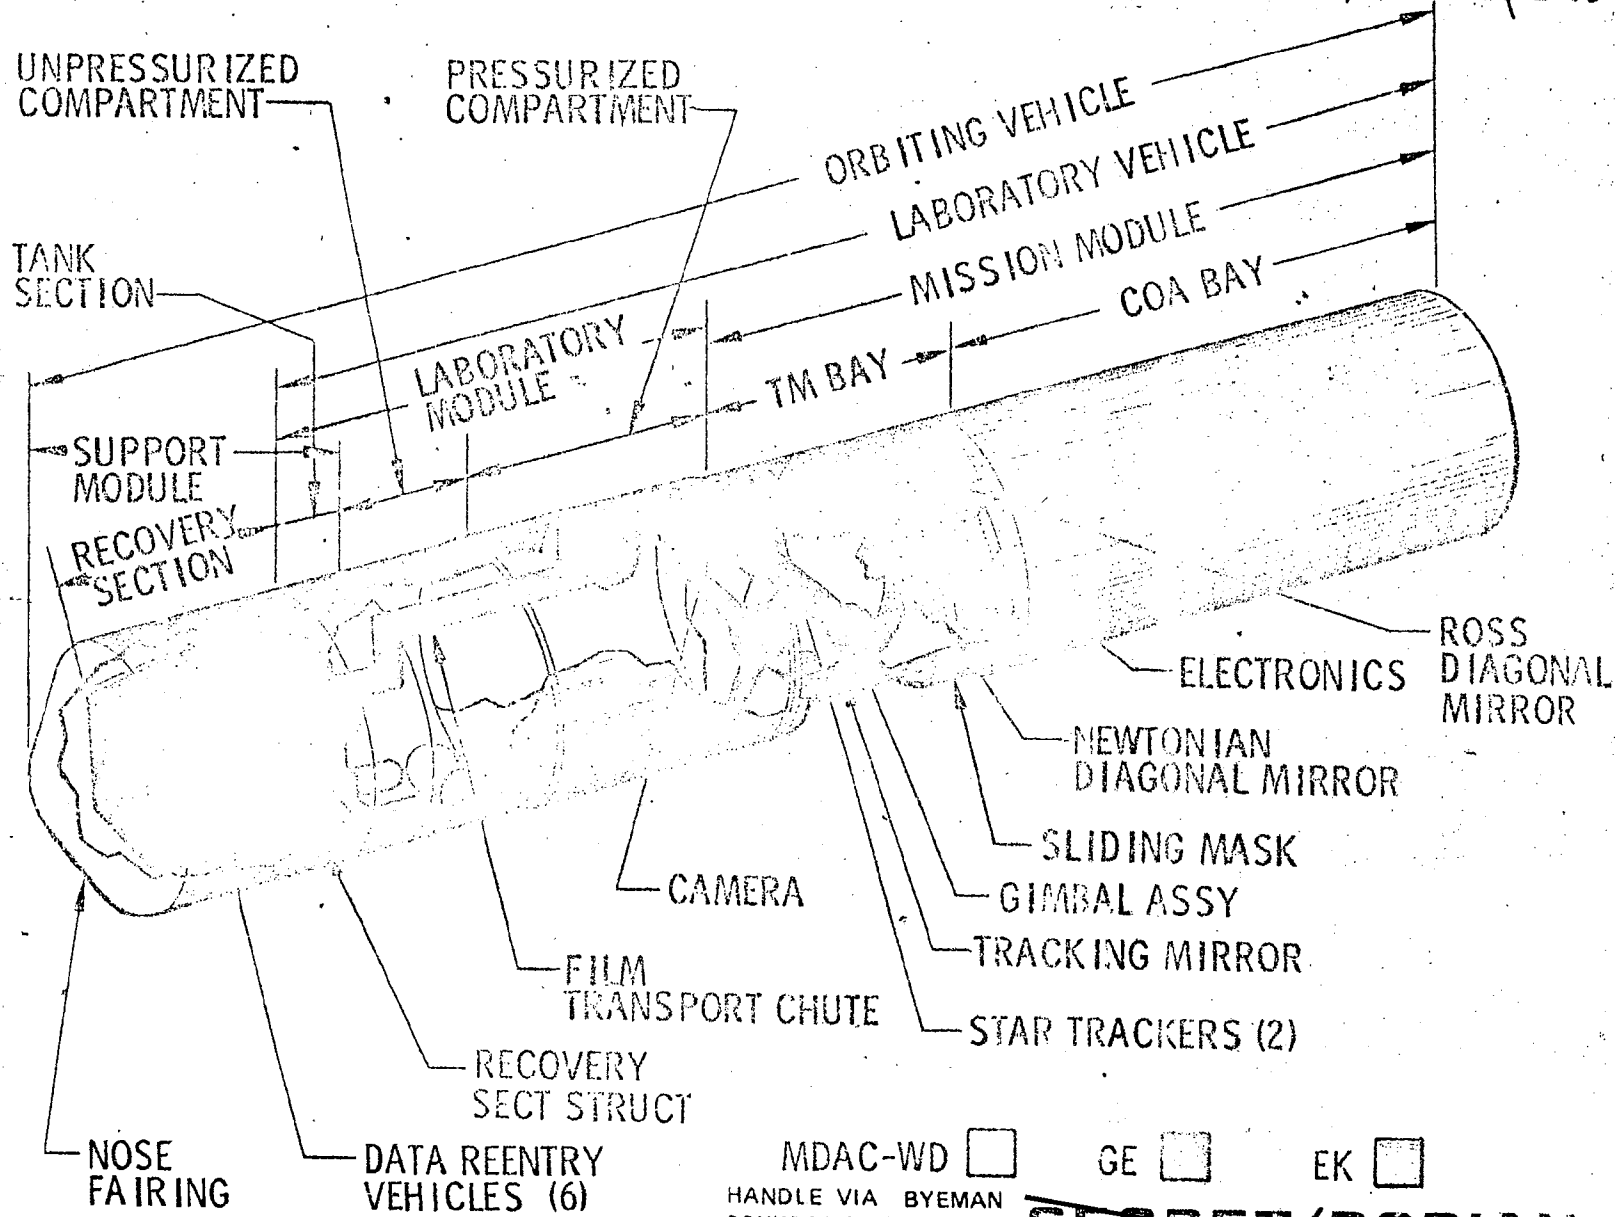 UNPRESSURIZED
COMPARTMENT
PRESSURIZED
COMPARTMENT
ORBITING VEHICLE
LABORATORY VEHICLE
MISSION MODULE
COA BAY
TANK
SECTION
LABORATORY
MODULE
TM BAY
SUPPORT
MODULE
RECOVERY
SECTION
ROSS
DIAGONAL
MIRROR
ELECTRONICS
NEWTONIAN
DIAGONAL MIRROR
SLIDING MASK
GIMBAL ASSY
TRACKING MIRROR
STAR TRACKERS (2)
CAMERA
FILM
TRANSPORT CHUTE
RECOVERY
SECT STRUCT
DATA REENTRY
VEHICLES (6)
NOSE
FAIRING
MDAC-WD
GE
EK
HANDLE VIA BYEMAN